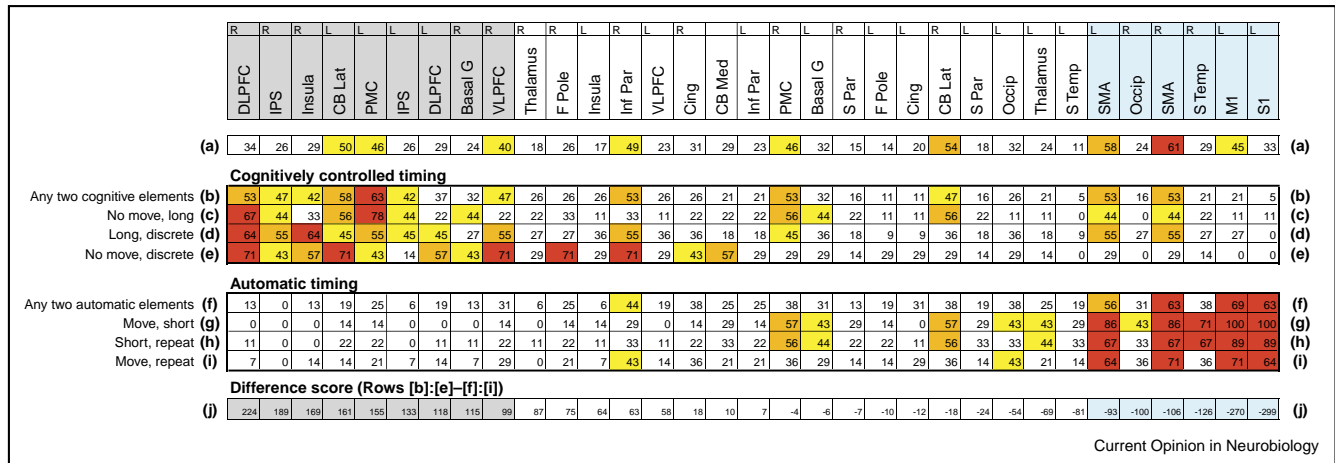 R R R L L L L R R R R L R L R L R L R L L R L L L L L R R R L L
DLPFC IPS Insula CB Lat PMC IPS DLPFC Basal G VLPFC Thalamus F Pole Insula Inf Par VLPFC Cing CB Med Inf Par PMC Basal G S Par F Pole Cing CB Lat S Par Occip Thalamus S Temp SMA Occip SMA S Temp M1 S1
(a) 34 26 29 50 46 26 29 24 40 18 26 17 49 23 31 29 23 46 32 15 14 20 54 18 32 24 11 58 24 61 29 45 33 (a)
Cognitively controlled timing
Any two cognitive elements (b) 53 47 42 58 63 42 37 32 47 26 26 26 53 26 26 21 21 53 32 16 11 11 47 16 26 21 5 53 16 53 21 21 5 (b)
No move, long (c) 67 44 33 56 78 44 22 44 22 22 33 11 33 11 22 22 22 56 44 22 11 11 56 22 11 11 0 44 0 44 22 11 11 (c)
Long, discrete (d) 64 55 64 45 55 45 45 27 55 27 27 36 55 36 36 18 18 45 36 18 9 9 36 18 36 18 9 55 27 55 18 27 0 (d)
No move, discrete (e) 71 43 57 71 43 14 57 43 71 29 71 29 71 14 43 57 29 29 29 14 14 14 29 14 29 14 0 29 0 29 14 0 0 (e)
Automatic timing
Any two automatic elements (f) 13 0 13 19 25 6 19 13 31 6 25 6 44 19 38 25 25 38 31 13 19 31 38 19 38 25 19 56 31 63 38 69 63 (f)
Move, short (g) 0 0 0 14 14 0 0 0 14 0 14 14 29 0 14 29 14 57 43 29 14 0 57 29 43 43 29 86 43 86 71 100 100 (g)
Short, repeat (h) 11 0 0 22 22 0 11 11 22 11 22 11 33 11 22 33 11 56 44 22 22 11 56 33 33 44 33 67 33 67 67 89 89 (h)
Move, repeat (i) 7 0 14 14 21 7 14 7 29 0 21 7 43 14 36 21 21 36 29 14 14 29 36 14 43 21 14 64 36 71 36 71 64 (i)
Difference score (Rows [b]:[e]–[f]:[i])
(j) 224 189 169 161 155 133 118 115 99 87 75 64 63 58 18 10 7 -4 -6 -7 -10 -12 -18 -24 -54 -69 -81 -93 -100 -106 -126 -270 -299 (j)
Current Opinion in Neurobiology